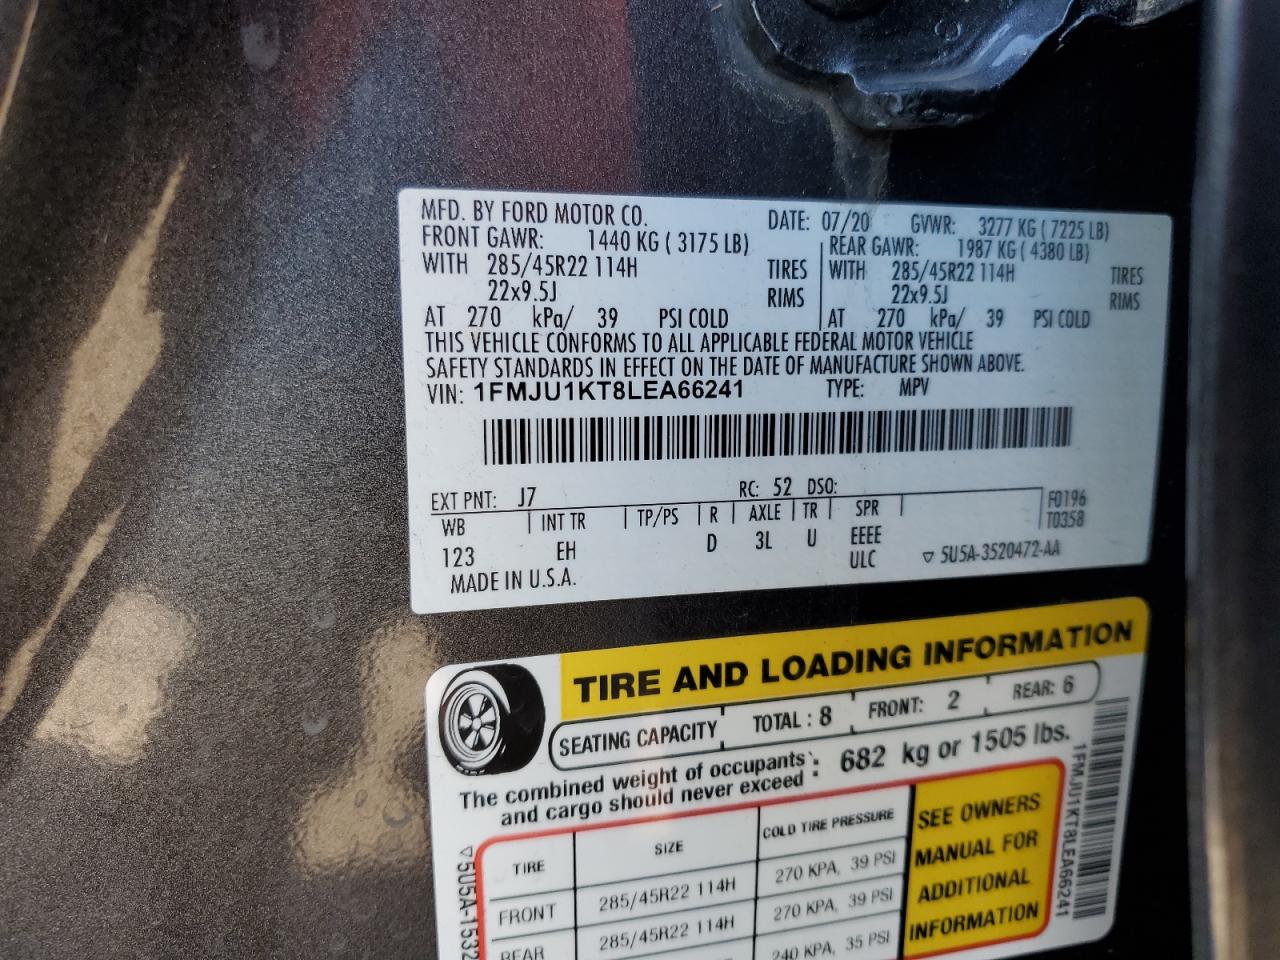 MFD. BY FORD MOTOR CO. DATE: 07/20 GVWR: 3277 KG ( 7225 LB)
FRONT GAWR: 1440 KG ( 3175 LB) REAR GAWR: 1987 KG ( 4380 LB)
WITH 285/45R22 114H TIRES WITH 285/45R22 114H TIRES
22x9.5J RIMS 22x9.5J RIMS
AT 270 kPa/ 39 PSI COLD AT 270 kPa/ 39 PSI COLD
THIS VEHICLE CONFORMS TO ALL APPLICABLE FEDERAL MOTOR VEHICLE
SAFETY STANDARDS IN EFFECT ON THE DATE OF MANUFACTURE SHOWN ABOVE.
VIN: 1FMJU1KT8LEA66241 TYPE: MPV
EXT PNT: J7 RC: 52 DSO:
WB INT TR TP/PS R AXLE TR SPR F0196
T0358
123 EH D 3L U EEEE
ULC ▽ 5U5A-3520472-AA
MADE IN U.S.A.
TIRE AND LOADING INFORMATION
SEATING CAPACITY TOTAL : 8 FRONT: 2 REAR: 6
The combined weight of occupants and cargo should never exceed : 682 kg or 1505 lbs.
TIRE SIZE COLD TIRE PRESSURE
FRONT 285/45R22 114H 270 KPA, 39 PSI
REAR 285/45R22 114H 270 KPA, 39 PSI
240 KPA, 35 PSI
SEE OWNERS
MANUAL FOR
ADDITIONAL
INFORMATION
1FMJU1KT8LEA66241
▽5U5A-1532